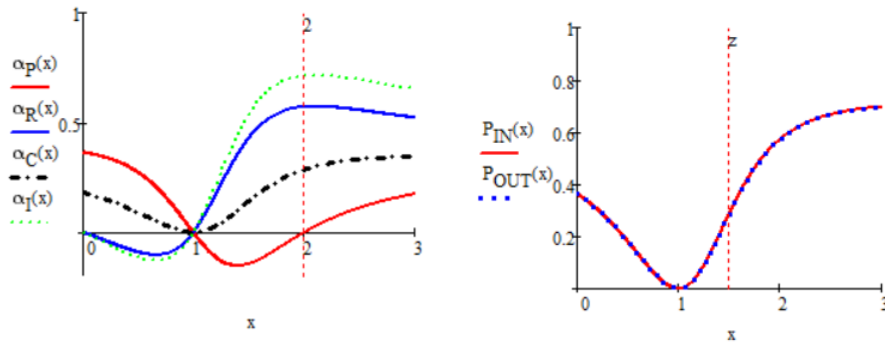 1
2
αP(x)
αR(x)
0.5
αC(x)
αI(x)
0 1 2 3
x
z
1
0.8
PIN(x)
0.6
POUT(x)
0.4
0.2
0 1 2 3
x